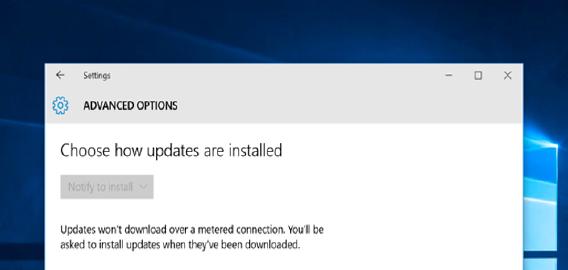 Settings
ADVANCED OPTIONS
Choose how updates are installed
Notify to install
Updates won't download over a metered connection. You'll
be asked to install updates when they've been downloaded.